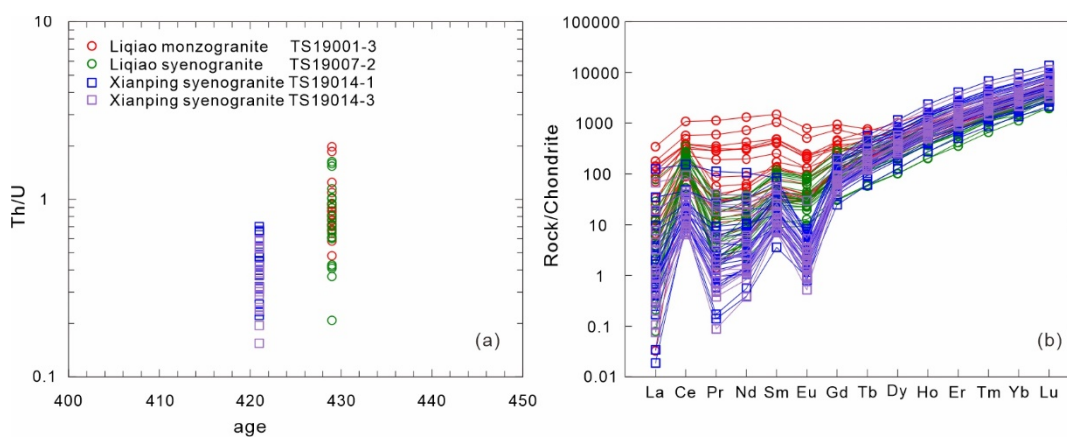 10
1
0.1
Th/U
Liqiao monzogranite TS19001-3
Liqiao syenogranite TS19007-2
Xianping syenogranite TS19014-1
Xianping syenogranite TS19014-3
(a)
400 410 420 430 440 450
age
100000
10000
1000
100
10
1
0.1
0.01
Rock/Chondrite
(b)
La Ce Pr Nd Sm Eu Gd Tb Dy Ho Er Tm Yb Lu